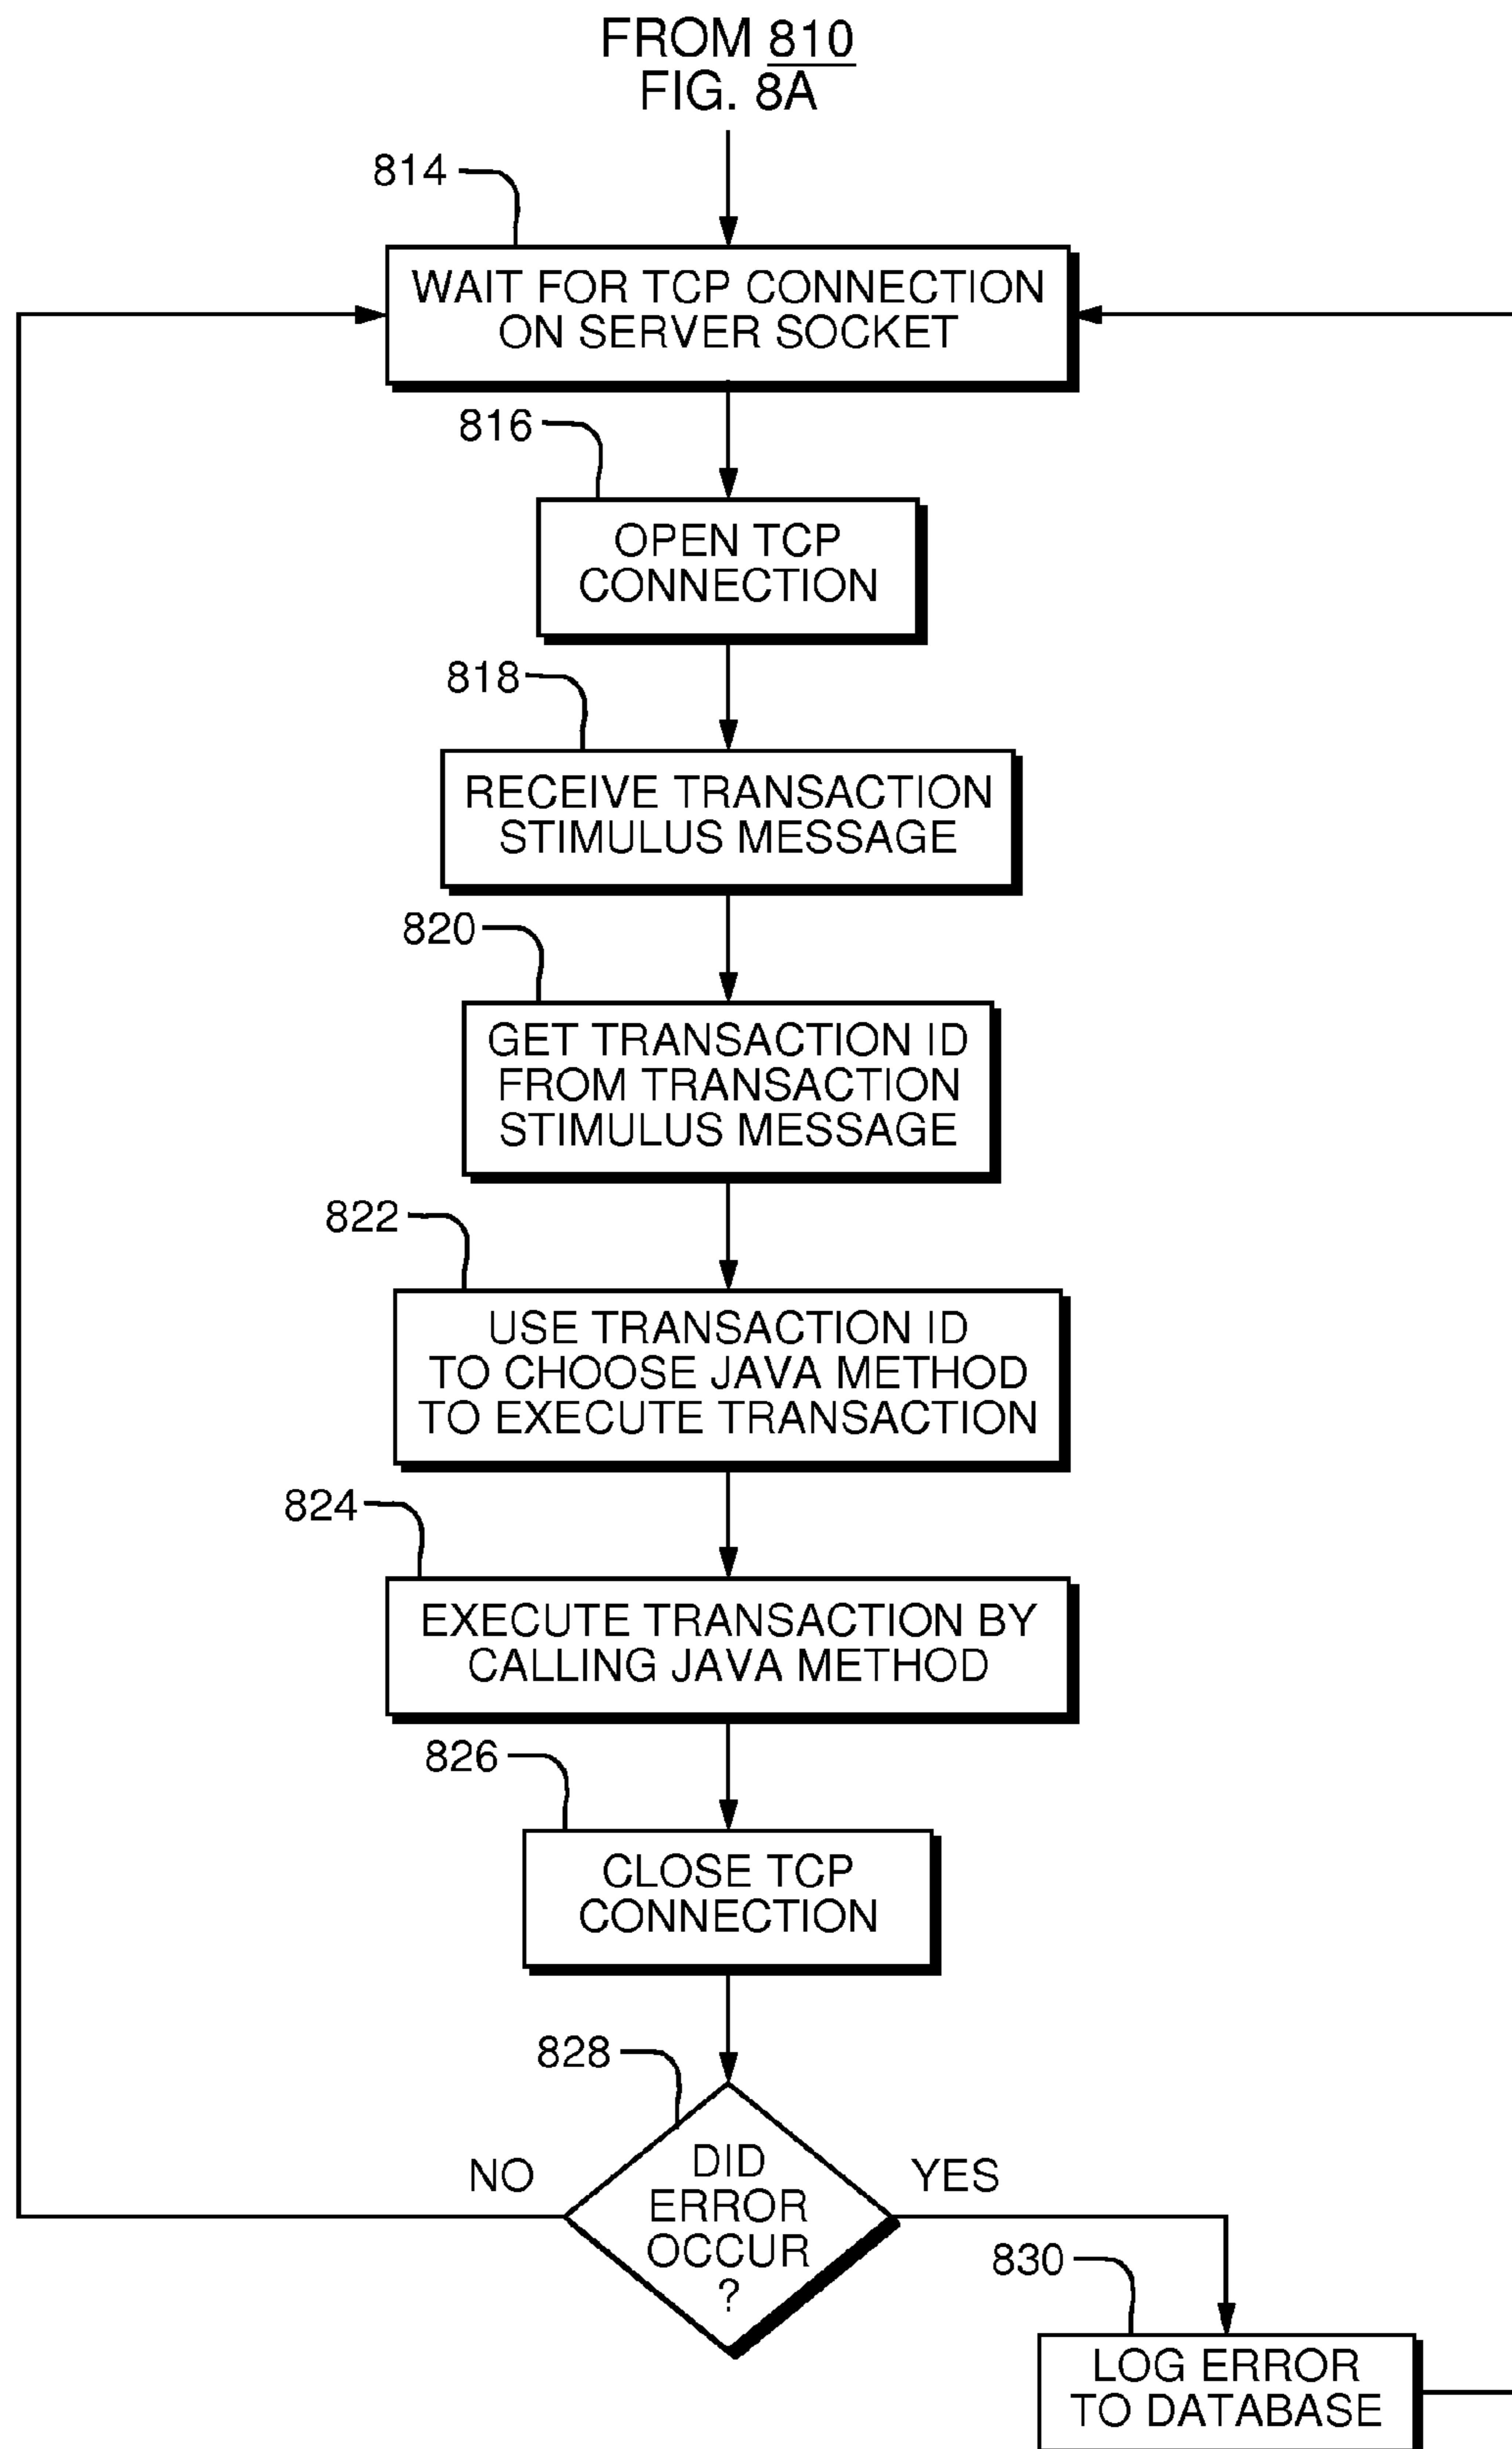 FROM 810
FIG. 8A
814
WAIT FOR TCP CONNECTION
ON SERVER SOCKET
816
OPEN TCP
CONNECTION
818
RECEIVE TRANSACTION
STIMULUS MESSAGE
820
GET TRANSACTION ID
FROM TRANSACTION
STIMULUS MESSAGE
822
USE TRANSACTION ID
TO CHOOSE JAVA METHOD
TO EXECUTE TRANSACTION
824
EXECUTE TRANSACTION BY
CALLING JAVA METHOD
826
CLOSE TCP
CONNECTION
828
DID
ERROR
OCCUR
?
NO
YES
830
LOG ERROR
TO DATABASE